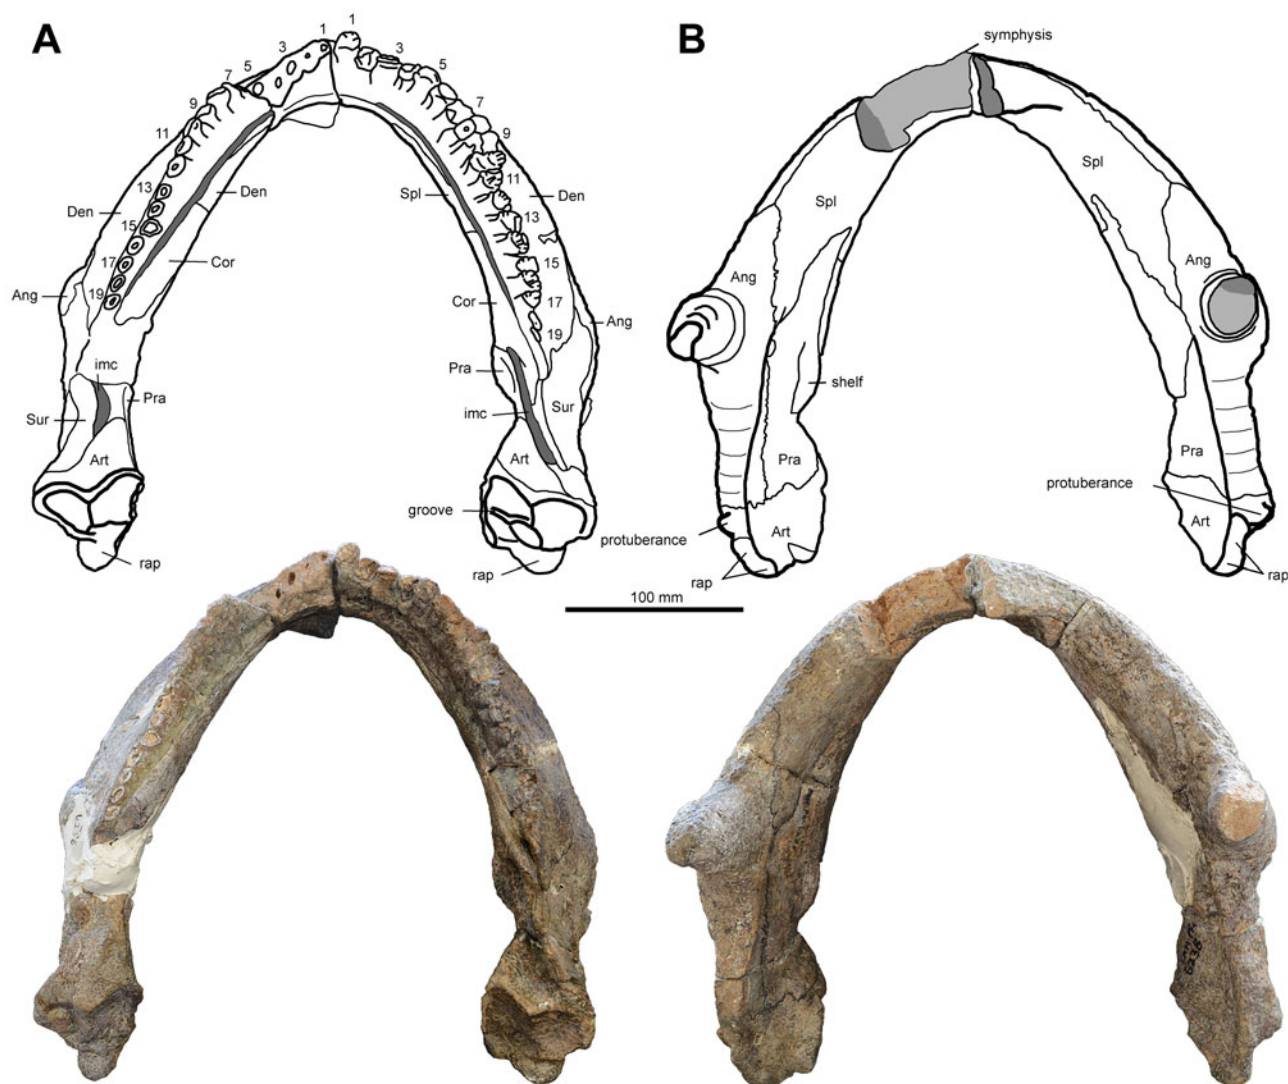 A
B
symphysis
1
1
3
3
5
5
7
7
9
9
11
11
13
13
15
15
17
17
19
19
Den
Den
Den
Spl
Cor
Cor
Ang
Ang
imc
imc
Pra
Pra
Sur
Sur
Art
Art
groove
rap
rap
Spl
Spl
Ang
Ang
shelf
Pra
Pra
protuberance
protuberance
Art
Art
rap
rap
100 mm